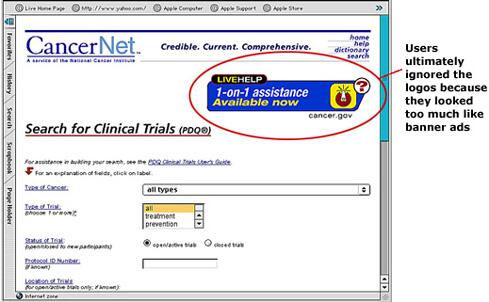 Live Home Page  http://www.yahoo.com/  Apple Computer  Apple Support  Apple Store
Favorites
History
Search
Scrapbook
Page Holder
CancerNet™
A service of the National Cancer Institute
Credible. Current. Comprehensive.
home
help
dictionary
search
LIVEHELP
1-on-1 assistance
Available now
?
cancer.gov
Search for Clinical Trials (PDQ®)
For assistance in building your search, see the PDQ Clinical Trials User's Guide.
For an explanation of fields, click on label.
Type of Cancer:
all types
Type of Trial:
(choose 1 or more)?
all
treatment
prevention
Status of Trial:
(open/closed to new participants)
open/active trials  closed trials
Protocol ID Number:
(if known)
Location of Trials
(for open/active trials only; if known):
Internet zone
Users
ultimately
ignored the
logos because
they looked
too much like
banner ads